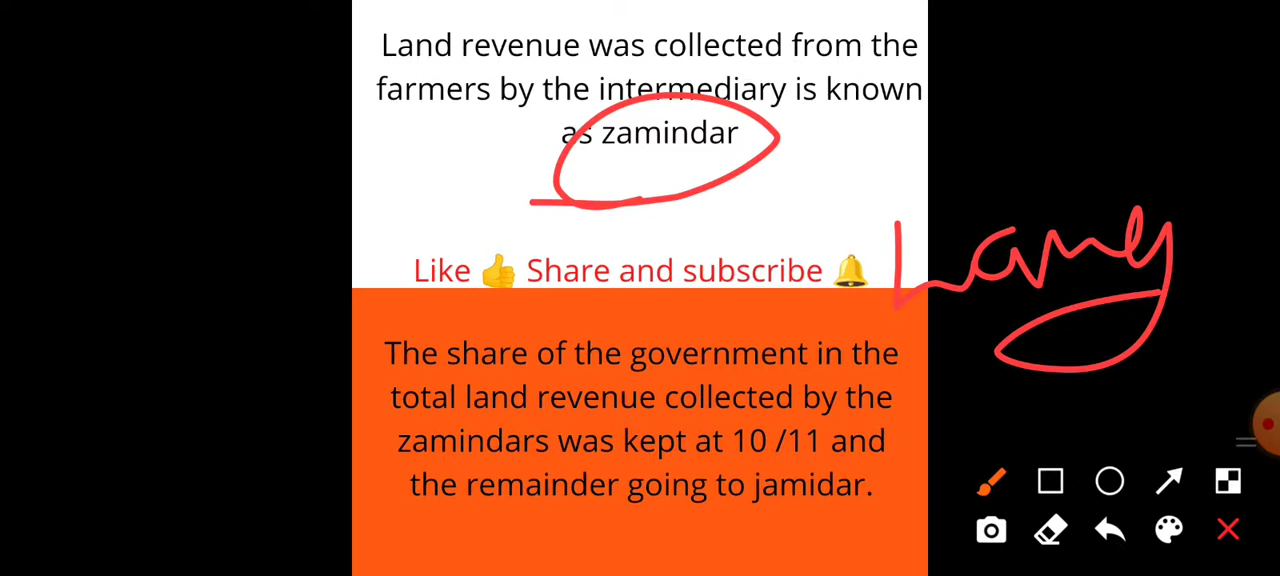 Land revenue was collected from the
farmers by the intermediary is known
as zamindar
Like 👍 Share and subscribe 🔔
The share of the government in the
total land revenue collected by the
zamindars was kept at 10 /11 and
the remainder going to jamidar.